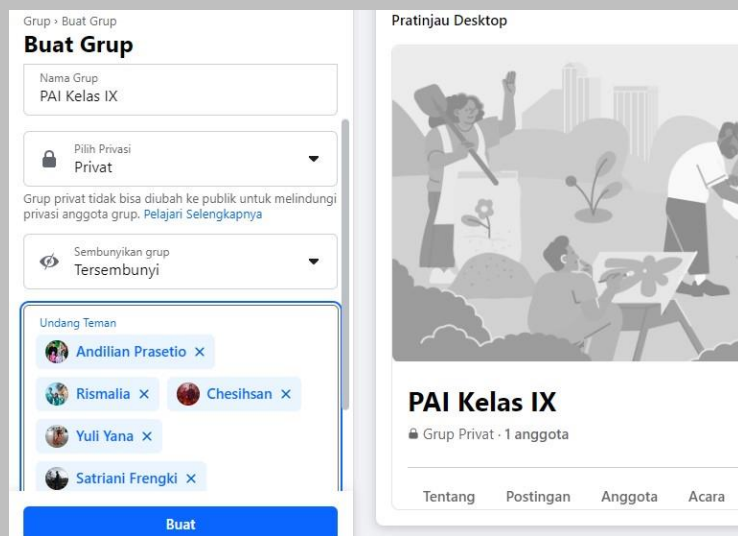 Grup › Buat Grup
Buat Grup
Nama Grup
PAI Kelas IX
Pilih Privasi
Privat
Grup privat tidak bisa diubah ke publik untuk melindungi
privasi anggota grup. Pelajari Selengkapnya
Sembunyikan grup
Tersembunyi
Undang Teman
Andilian Prasetio ×
Rismalia × Chesihsan ×
Yuli Yana ×
Satriani Frengki ×
Buat
Pratinjau Desktop
PAI Kelas IX
Grup Privat · 1 anggota
Tentang Postingan Anggota Acara